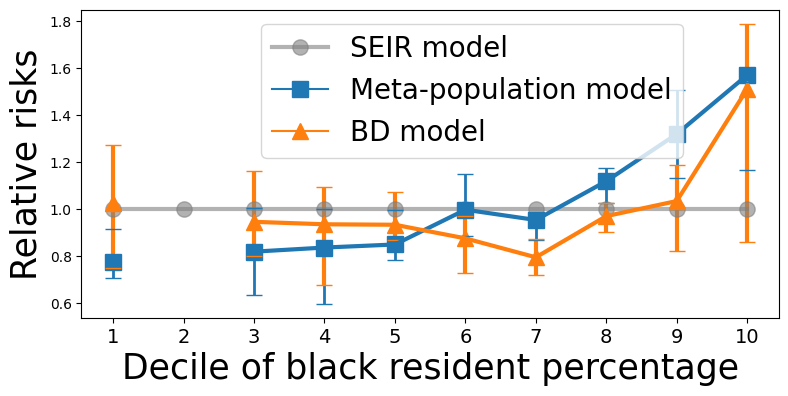 Relative risks
1.8
1.6
1.4
1.2
1.0
0.8
0.6
SEIR model
Meta-population model
BD model
1 2 3 4 5 6 7 8 9 10
Decile of black resident percentage